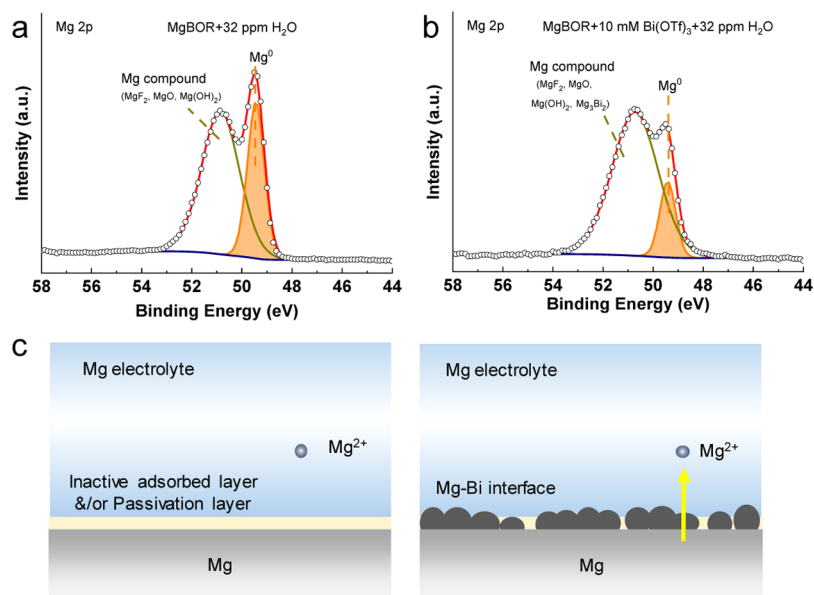 a
Mg 2p
MgBOR+32 ppm H₂O
Mg⁰
Mg compound
(MgF₂, MgO, Mg(OH)₂)
Intensity (a.u.)
58 56 54 52 50 48 46 44
Binding Energy (eV)
b
Mg 2p
MgBOR+10 mM Bi(OTf)₃+32 ppm H₂O
Mg compound
(MgF₂, MgO,
Mg(OH)₂, Mg₃Bi₂)
Mg⁰
Intensity (a.u.)
58 56 54 52 50 48 46 44
Binding Energy (eV)
c
Mg electrolyte
Mg²⁺
Inactive adsorbed layer
&/or Passivation layer
Mg
Mg electrolyte
Mg²⁺
Mg-Bi interface
Mg